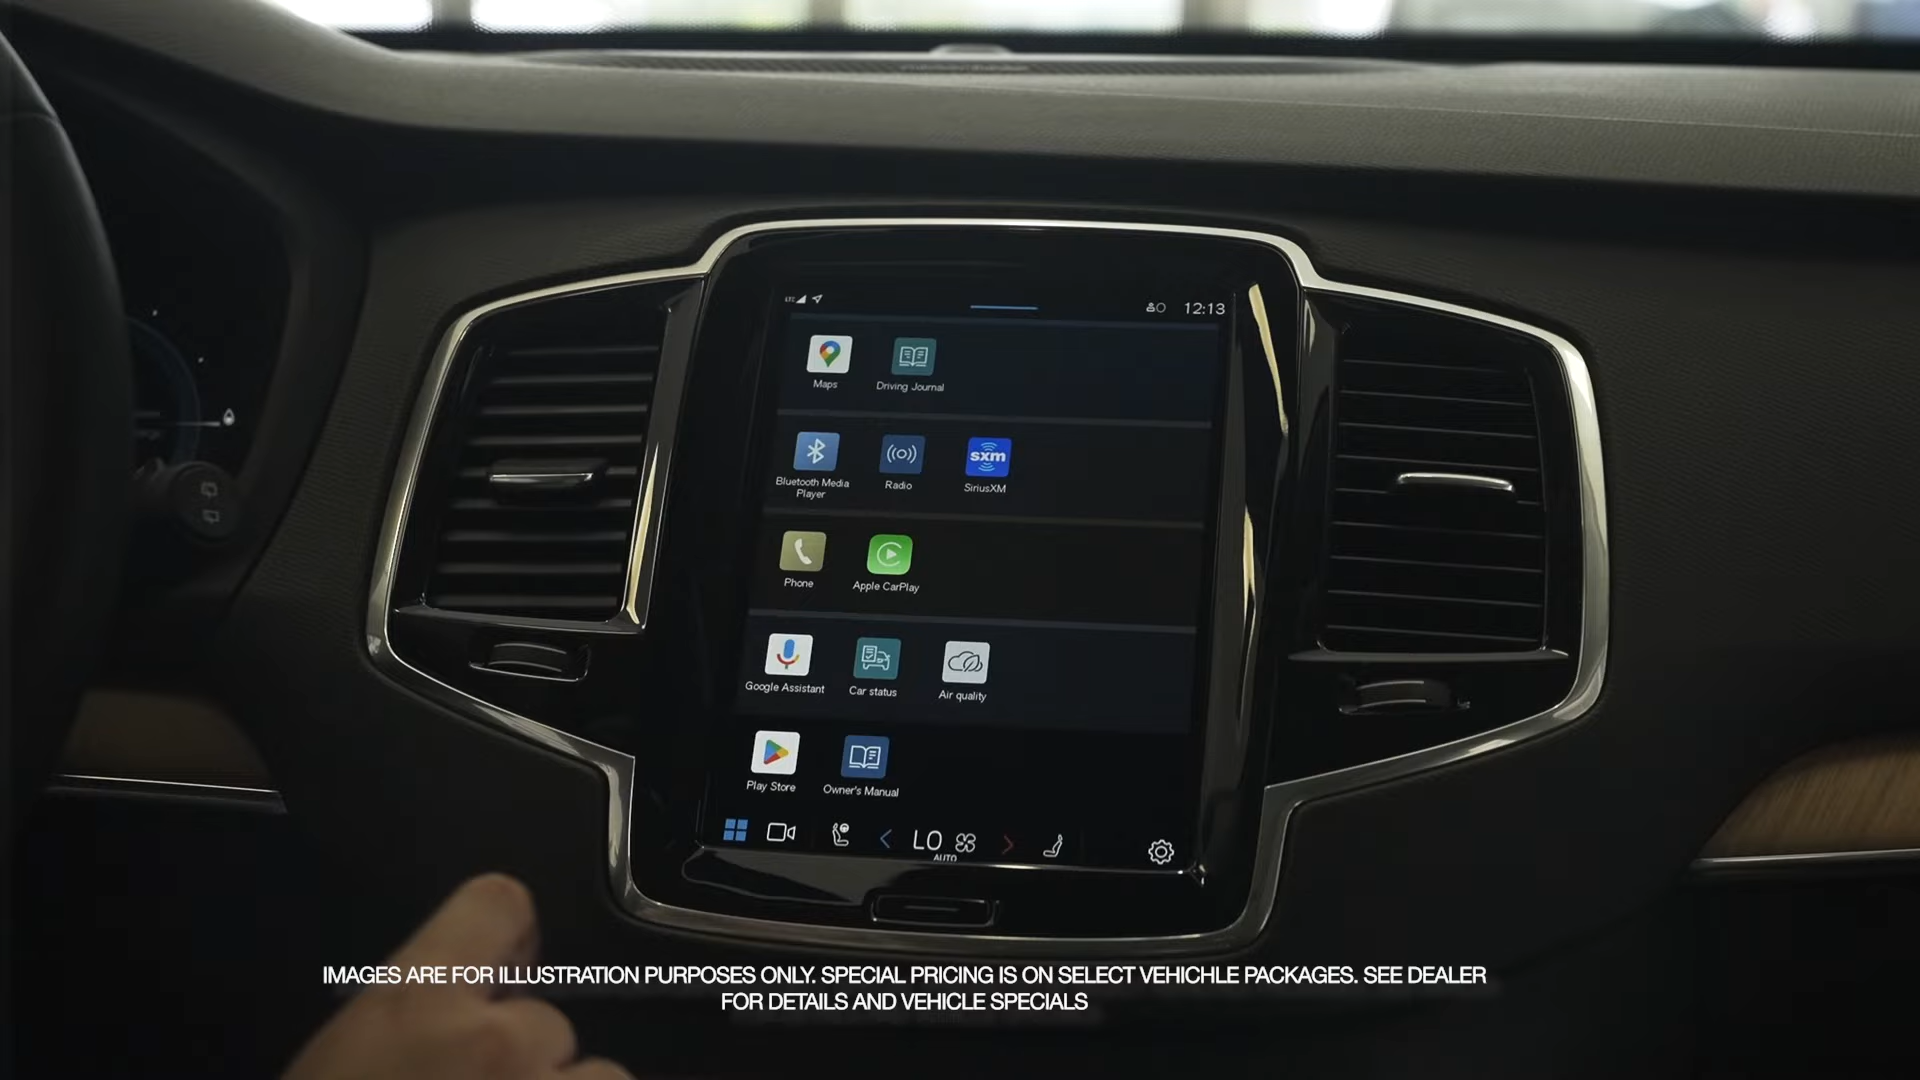 LTE
12:13
Maps
Driving Journal
sxm
Bluetooth Media
Player
Radio
SiriusXM
Phone
Apple CarPlay
Google Assistant
Car status
Air quality
Play Store
Owner's Manual
LO
AUTO
IMAGES ARE FOR ILLUSTRATION PURPOSES ONLY. SPECIAL PRICING IS ON SELECT VEHICHLE PACKAGES. SEE DEALER
FOR DETAILS AND VEHICLE SPECIALS